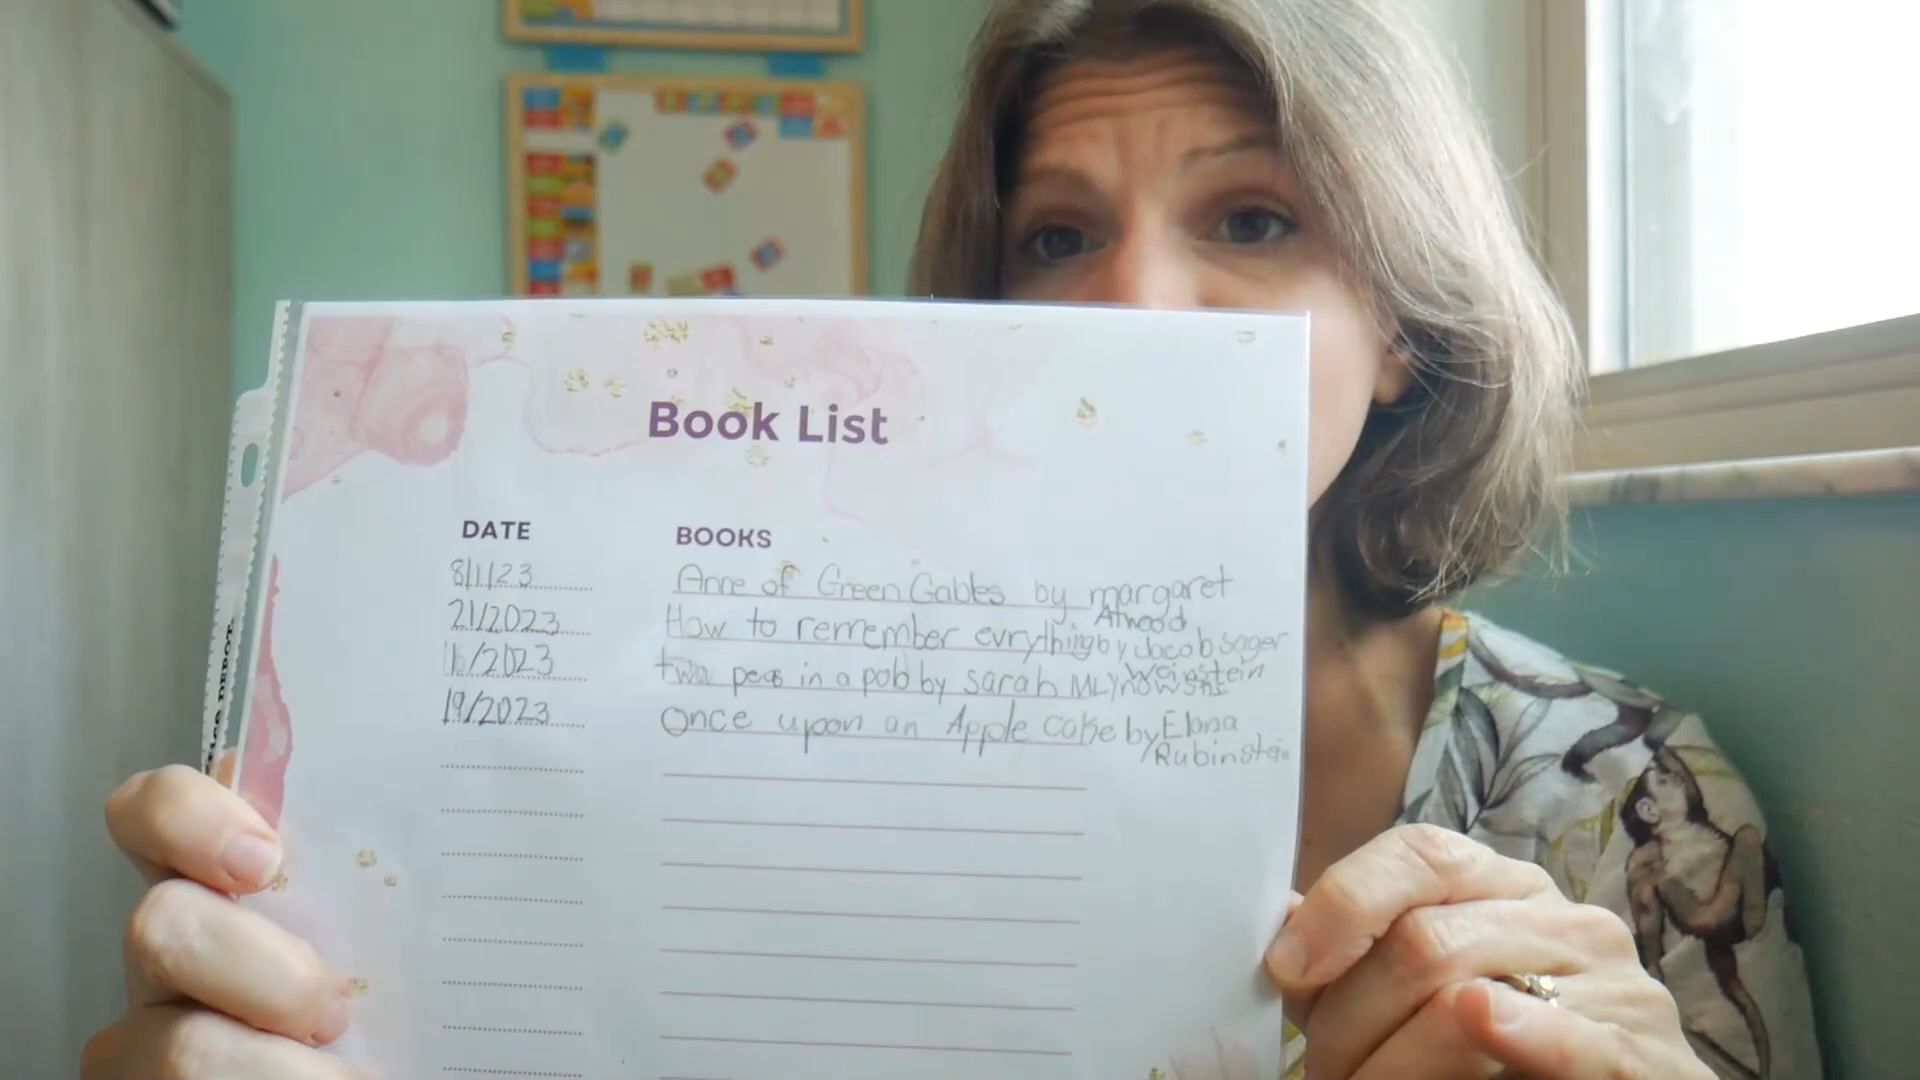 Book List
DATE BOOKS
8/1/23 Anne of Green Gables by margaret
Atwood
21/2023 How to remember evrything by Jacob sager
Weinstein
/2023 two peas in a pob by sarah MLynowski
19/2023 Once upon an Apple cake by Elana
Rubinstein
DEPOT